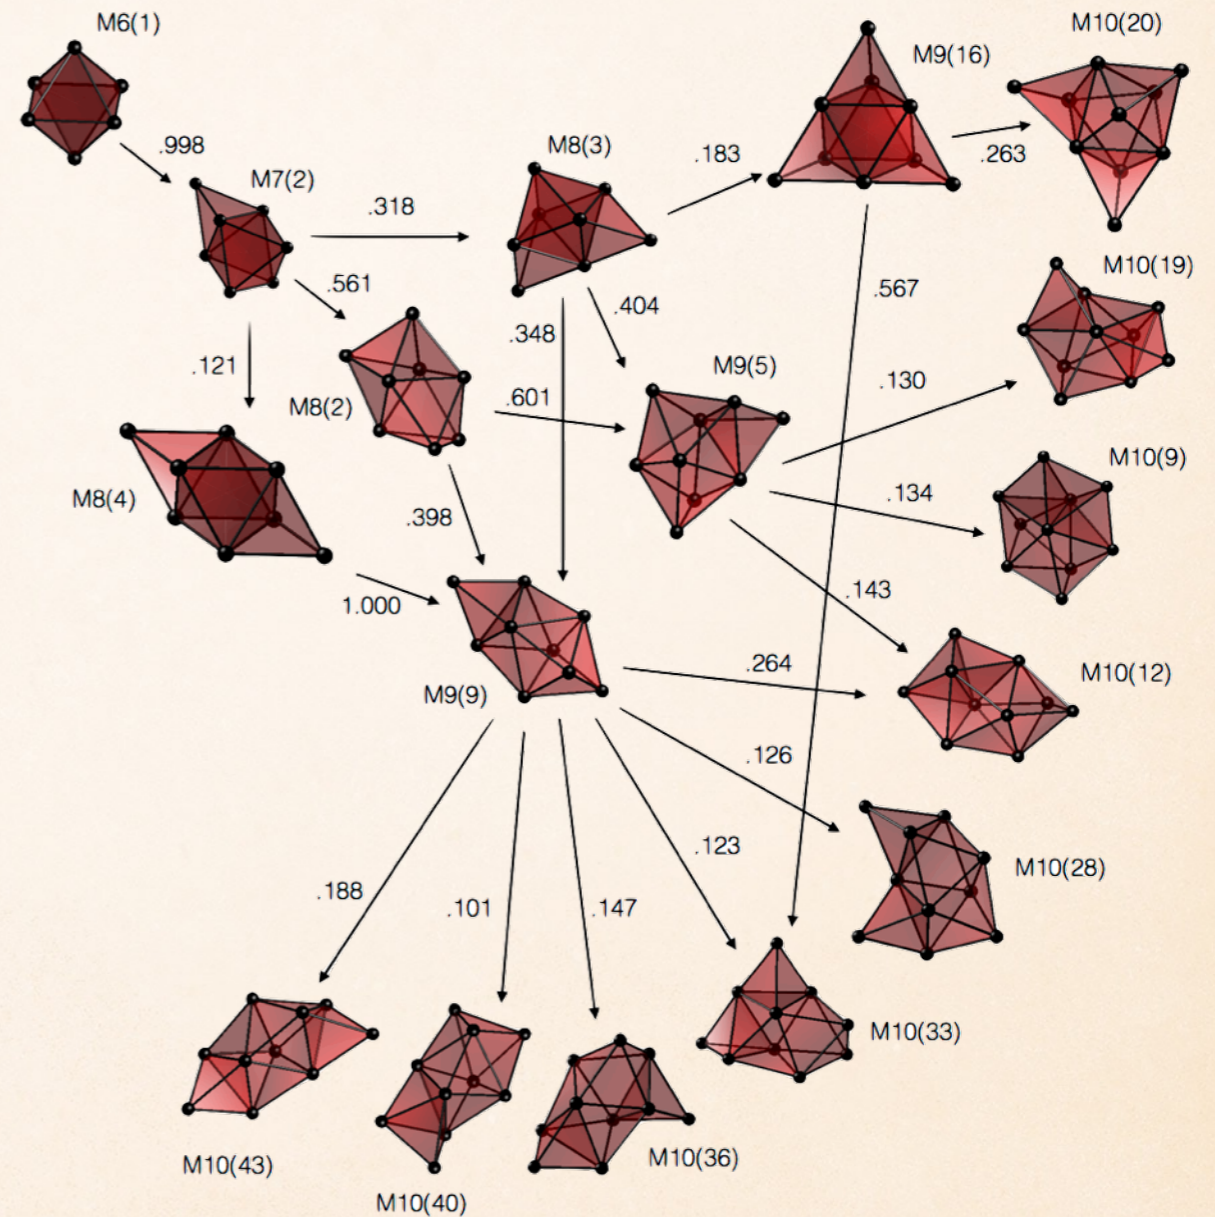 M6(1)
M10(20)
M9(16)
.998
M8(3)
.183
.263
M7(2)
.318
M10(19)
.561
.567
.404
.348
.121
M9(5)
.130
M8(2)
.601
M10(9)
M8(4)
.134
.398
1.000
.143
.264
M10(12)
M9(9)
.126
.123
M10(28)
.188
.101
.147
M10(33)
M10(43)
M10(36)
M10(40)